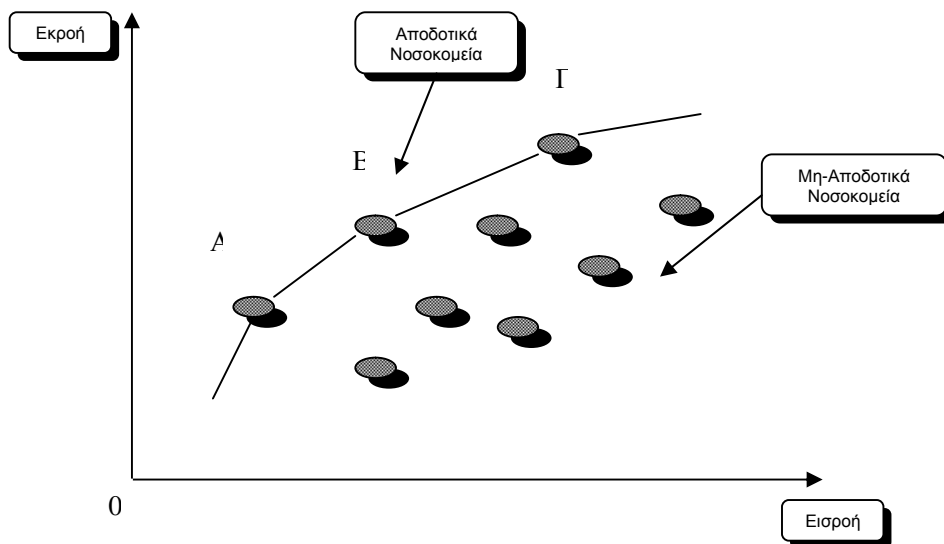 Εκροή
Αποδοτικά
Νοσοκομεία
Γ
Β
Μη-Αποδοτικά
Νοσοκομεία
Α
0
Εισροή